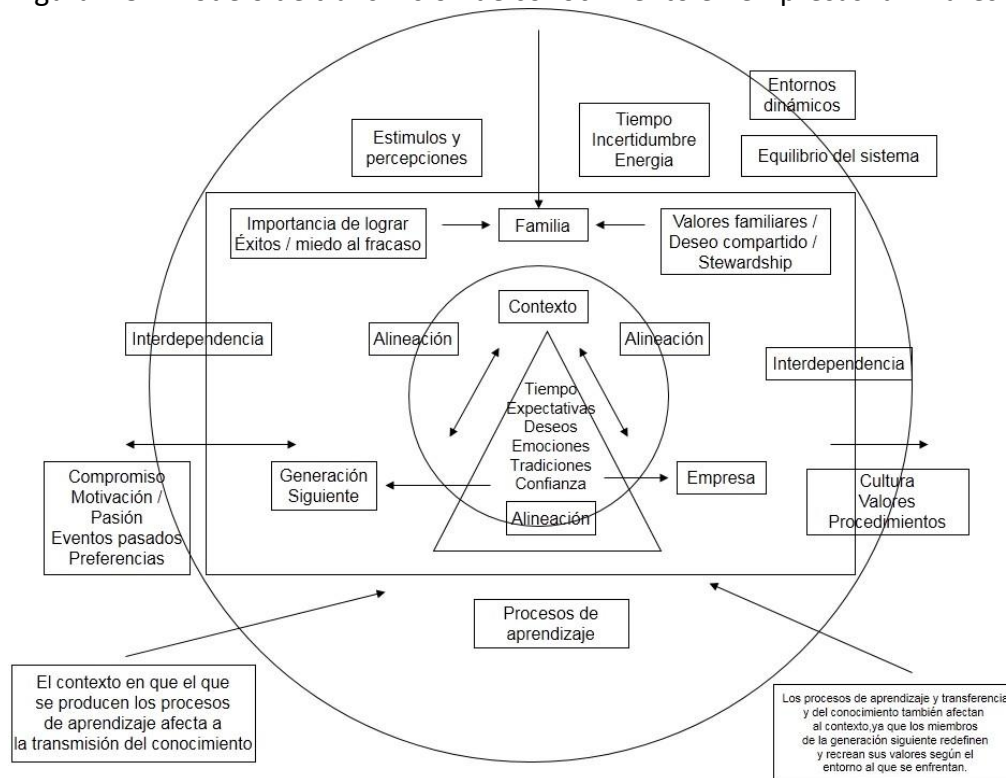 Entornos
dinámicos
Tiempo
Incertidumbre
Energia
Estimulos y
percepciones
Equilibrio del sistema
Importancia de lograr
Éxitos / miedo al fracaso
Familia
Valores familiares /
Deseo compartido /
Stewardship
Contexto
Interdependencia
Alineación
Alineación
Interdependencia
Tiempo
Expectativas
Deseos
Emociones
Tradiciones
Confianza
Compromiso
Motivación /
Pasión
Eventos pasados
Preferencias
Generación
Siguiente
Empresa
Cultura
Valores
Procedimientos
Alineación
Procesos de
aprendizaje
El contexto en que el que
se producen los procesos
de aprendizaje afecta a
la transmisión del conocimiento
Los procesos de aprendizaje y transferencia
y del conocimiento también afectan
al contexto,ya que los miembros
de la generación siguiente redefinen
y recrean sus valores según el
entorno al que se enfrentan.